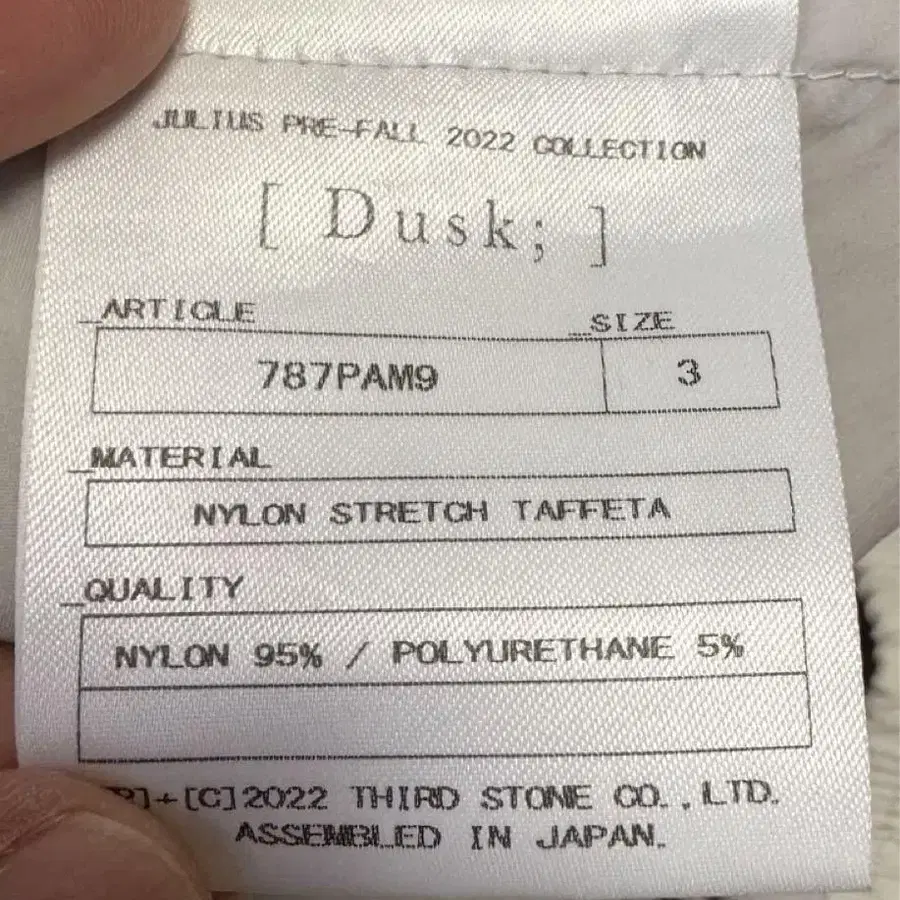 JULIUS PRE-FALL 2022 COLLECTION
[ Dusk; ]
_ARTICLE
_SIZE
787PAM9
3
_MATERIAL
NYLON STRETCH TAFFETA
_QUALITY
NYLON 95% / POLYURETHANE 5%
[P]+[C]2022 THIRD STONE CO.,LTD.
ASSEMBLED IN JAPAN.